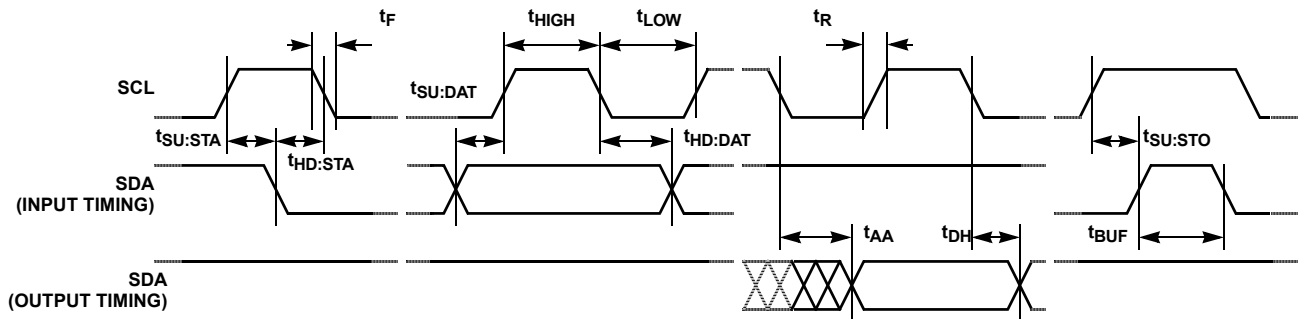 tF
tHIGH
tLOW
tR
SCL
tSU:DAT
tSU:STA
tHD:STA
tHD:DAT
tSU:STO
SDA
(INPUT TIMING)
tAA
tDH
tBUF
SDA
(OUTPUT TIMING)